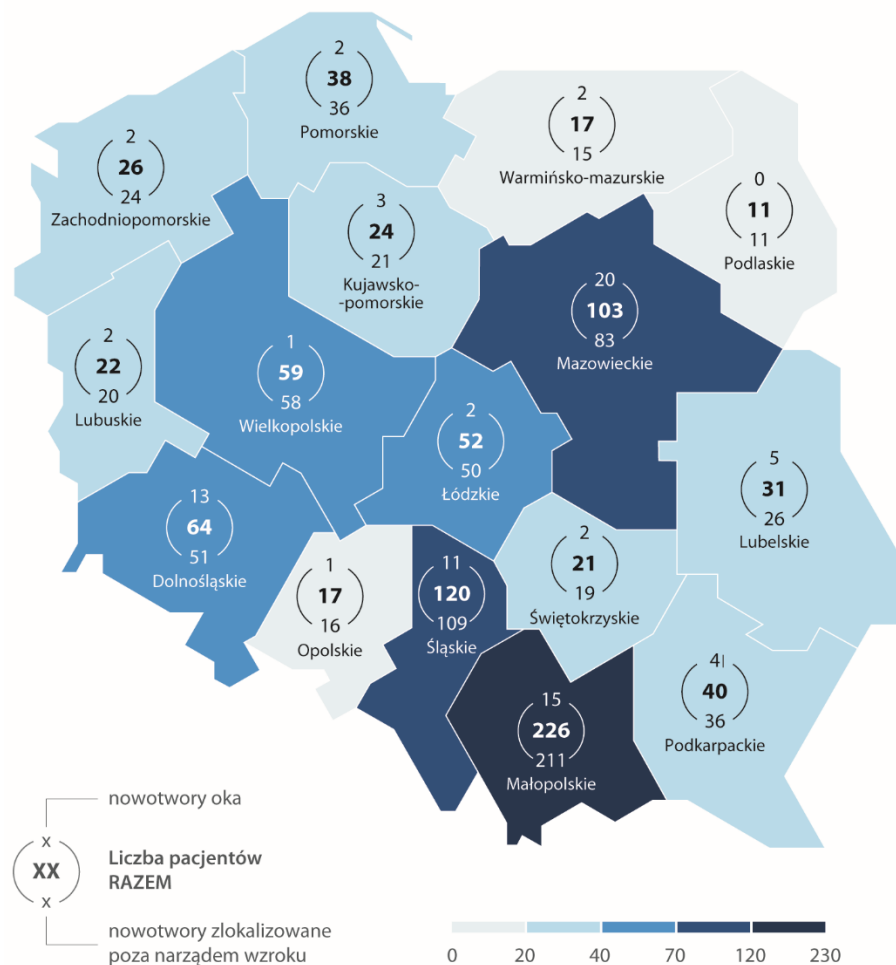 2
38
36
Pomorskie
2
17
15
Warmińsko-mazurskie
2
26
24
Zachodniopomorskie
0
11
11
Podlaskie
3
24
21
Kujawsko-
-pomorskie
20
103
83
Mazowieckie
2
22
20
Lubuskie
1
59
58
Wielkopolskie
2
52
50
Łódzkie
5
31
26
Lubelskie
13
64
51
Dolnośląskie
1
17
16
Opolskie
11
120
109
Śląskie
2
21
19
Świętokrzyskie
15
226
211
Małopolskie
4|
40
36
Podkarpackie
nowotwory oka
x
XX
x
Liczba pacjentów
RAZEM
nowotwory zlokalizowane
poza narządem wzroku
0 20 40 70 120 230